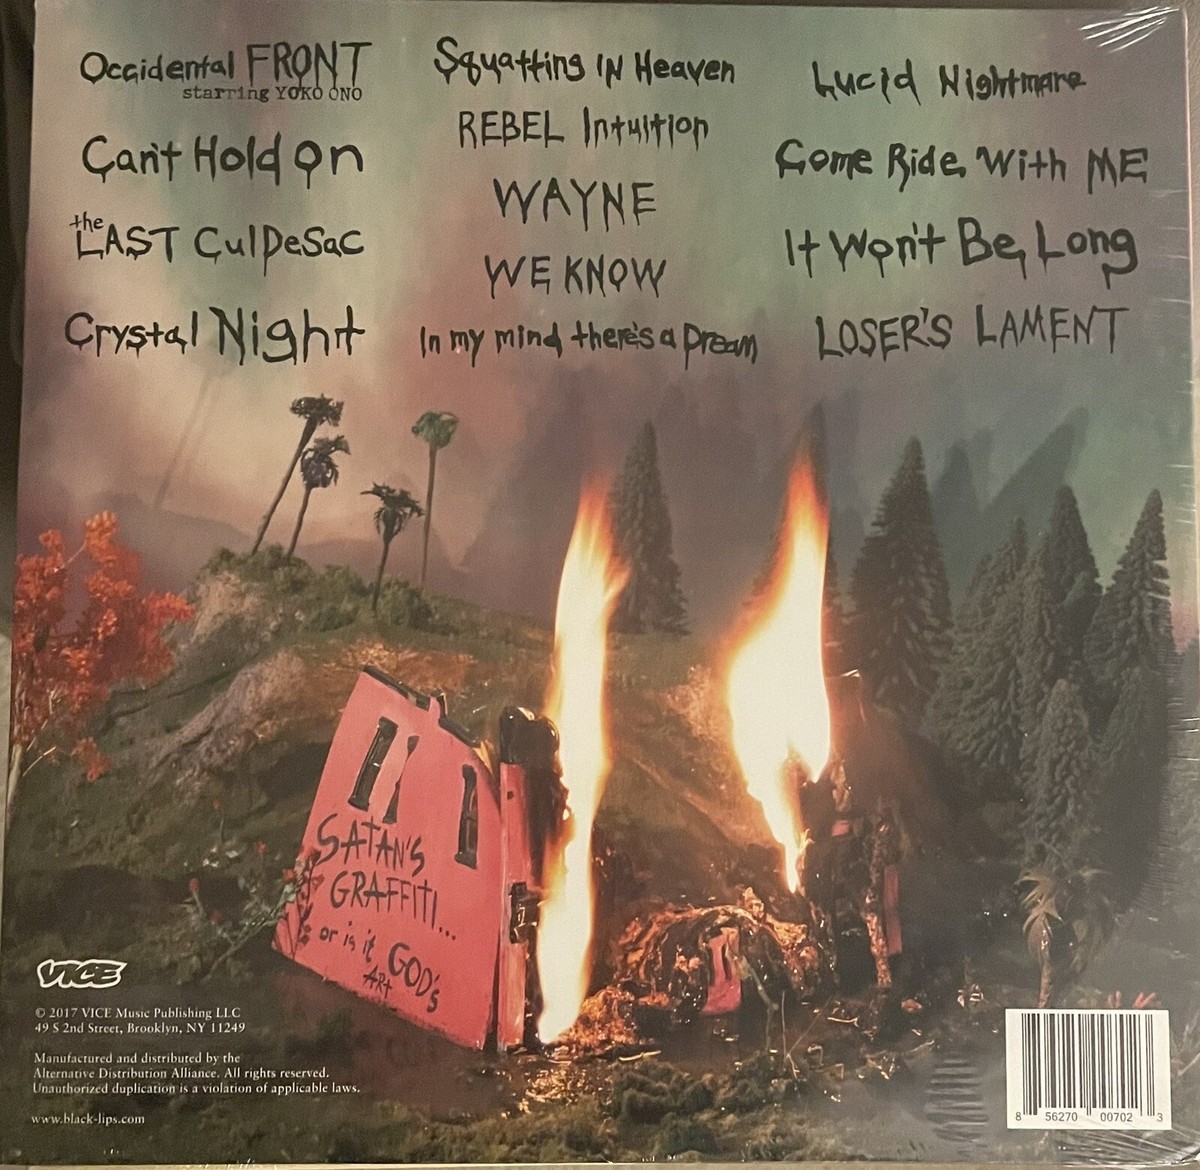 Occidental FRONT
starring YOKO ONO
Can't Hold On
the
LAST Cul De Sac
Crystal Night
Squatting IN Heaven
REBEL Intuition
WAYNE
WE KNOW
In my mind there's a Dream
Lucid Nightmare
Come Ride With ME
It Won't Be Long
LOSER'S LAMENT
SATAN'S
GRAFFITI...
or is it GOD'S
ART
VICE
© 2017 VICE Music Publishing LLC
49 S 2nd Street, Brooklyn, NY 11249
Manufactured and distributed by the
Alternative Distribution Alliance. All rights reserved.
Unauthorized duplication is a violation of applicable laws.
www.black-lips.com
8 56270 00702 3